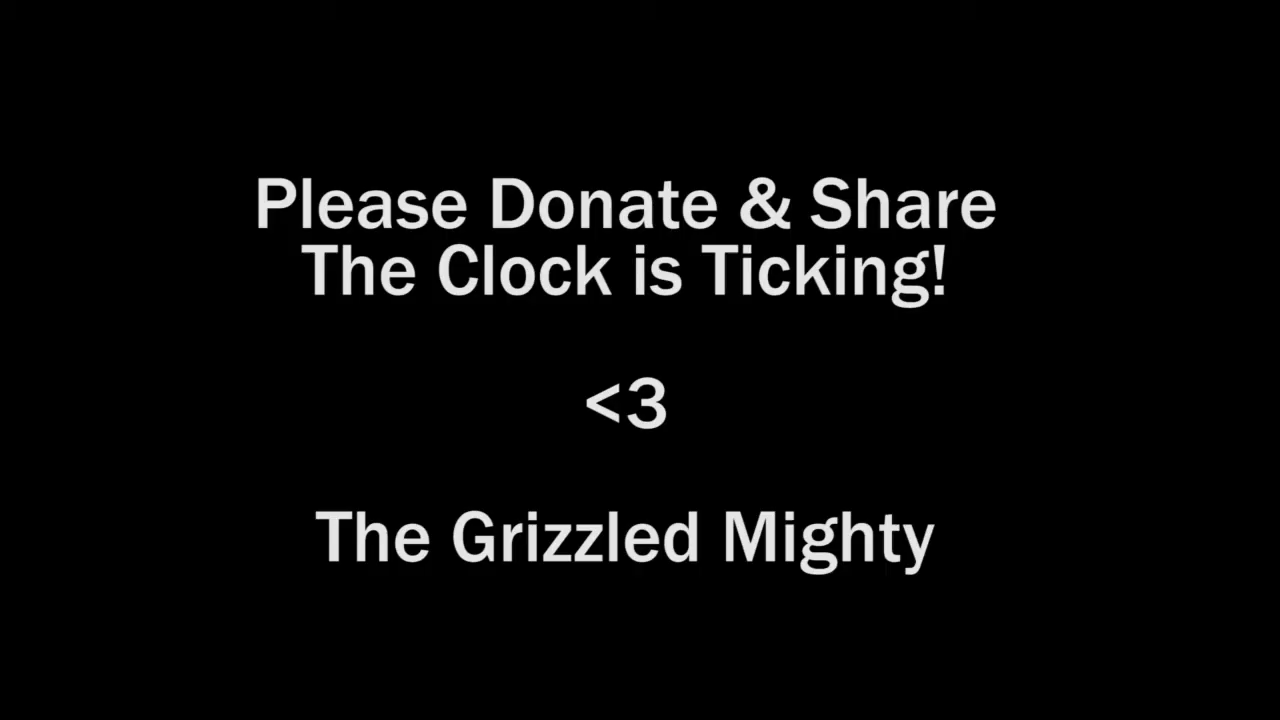 Please Donate & Share
The Clock is Ticking!
<3
The Grizzled Mighty